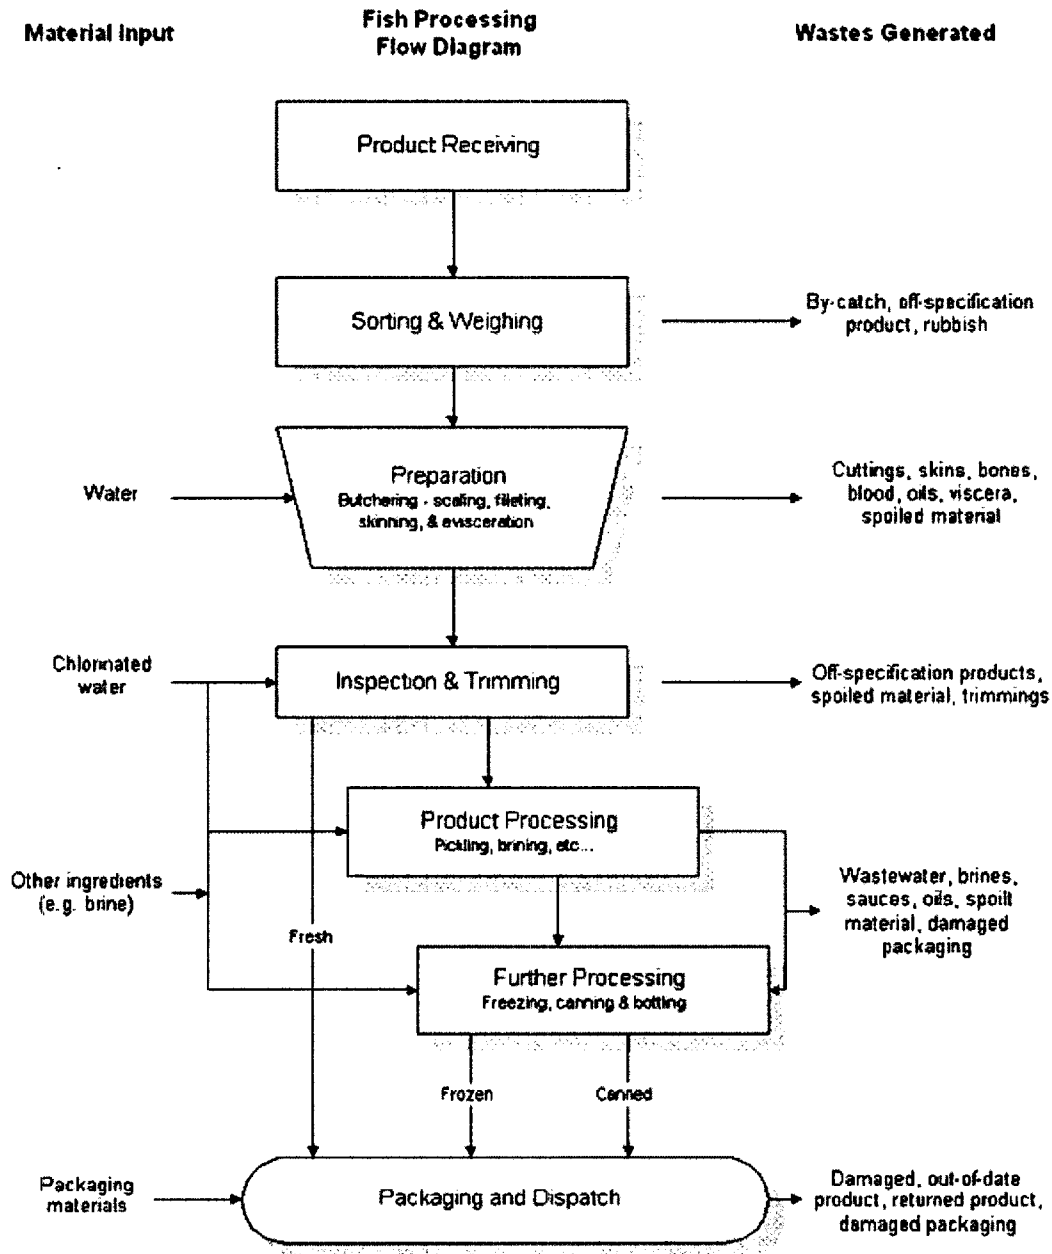 Material Input
Fish Processing
Flow Diagram
Wastes Generated
Product Receiving
Sorting & Weighing
By-catch, off-specification
product, rubbish
Water
Preparation
Butchering - scaling, filleting,
skinning, & evisceration
Cuttings, skins, bones,
blood, oils, viscera,
spoiled material
Chlorinated
water
Inspection & Trimming
Off-specification products,
spoiled material, trimmings
Product Processing
Pickling, brining, etc...
Other ingredients
(e.g. brine)
Wastewater, brines,
sauces, oils, spoilt
material, damaged
packaging
Fresh
Further Processing
Freezing, canning & bottling
Frozen
Canned
Packaging
materials
Packaging and Dispatch
Damaged, out-of-date
product, returned product,
damaged packaging